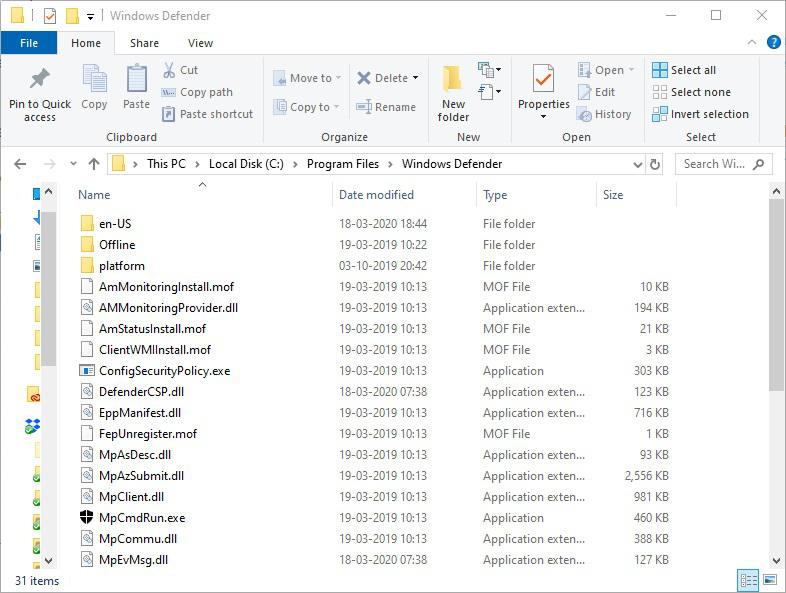 Windows Defender
File Home Share View
Pin to Quick access
Copy
Paste
Cut
Copy path
Paste shortcut
Clipboard
Move to
Copy to
Delete
Rename
Organize
New folder
New
Properties
Open
Edit
History
Open
Select all
Select none
Invert selection
Select
This PC > Local Disk (C:) > Program Files > Windows Defender
Search Wi...
Name Date modified Type Size
en-US 18-03-2020 18:44 File folder
Offline 19-03-2019 10:22 File folder
platform 03-10-2019 20:42 File folder
AmMonitoringInstall.mof 19-03-2019 10:13 MOF File 10 KB
AMMonitoringProvider.dll 19-03-2019 10:13 Application exten... 194 KB
AmStatusInstall.mof 19-03-2019 10:13 MOF File 21 KB
ClientWMIInstall.mof 19-03-2019 10:13 MOF File 3 KB
ConfigSecurityPolicy.exe 19-03-2019 10:13 Application 303 KB
DefenderCSP.dll 18-03-2020 07:38 Application exten... 123 KB
EppManifest.dll 19-03-2019 10:13 Application exten... 716 KB
FepUnregister.mof 19-03-2019 10:13 MOF File 1 KB
MpAsDesc.dll 19-03-2019 10:13 Application exten... 93 KB
MpAzSubmit.dll 19-03-2019 10:13 Application exten... 2,556 KB
MpClient.dll 19-03-2019 10:13 Application exten... 981 KB
MpCmdRun.exe 19-03-2019 10:13 Application 460 KB
MpCommu.dll 19-03-2019 10:13 Application exten... 388 KB
MpEvMsg.dll 18-03-2020 07:38 Application exten... 127 KB
31 items